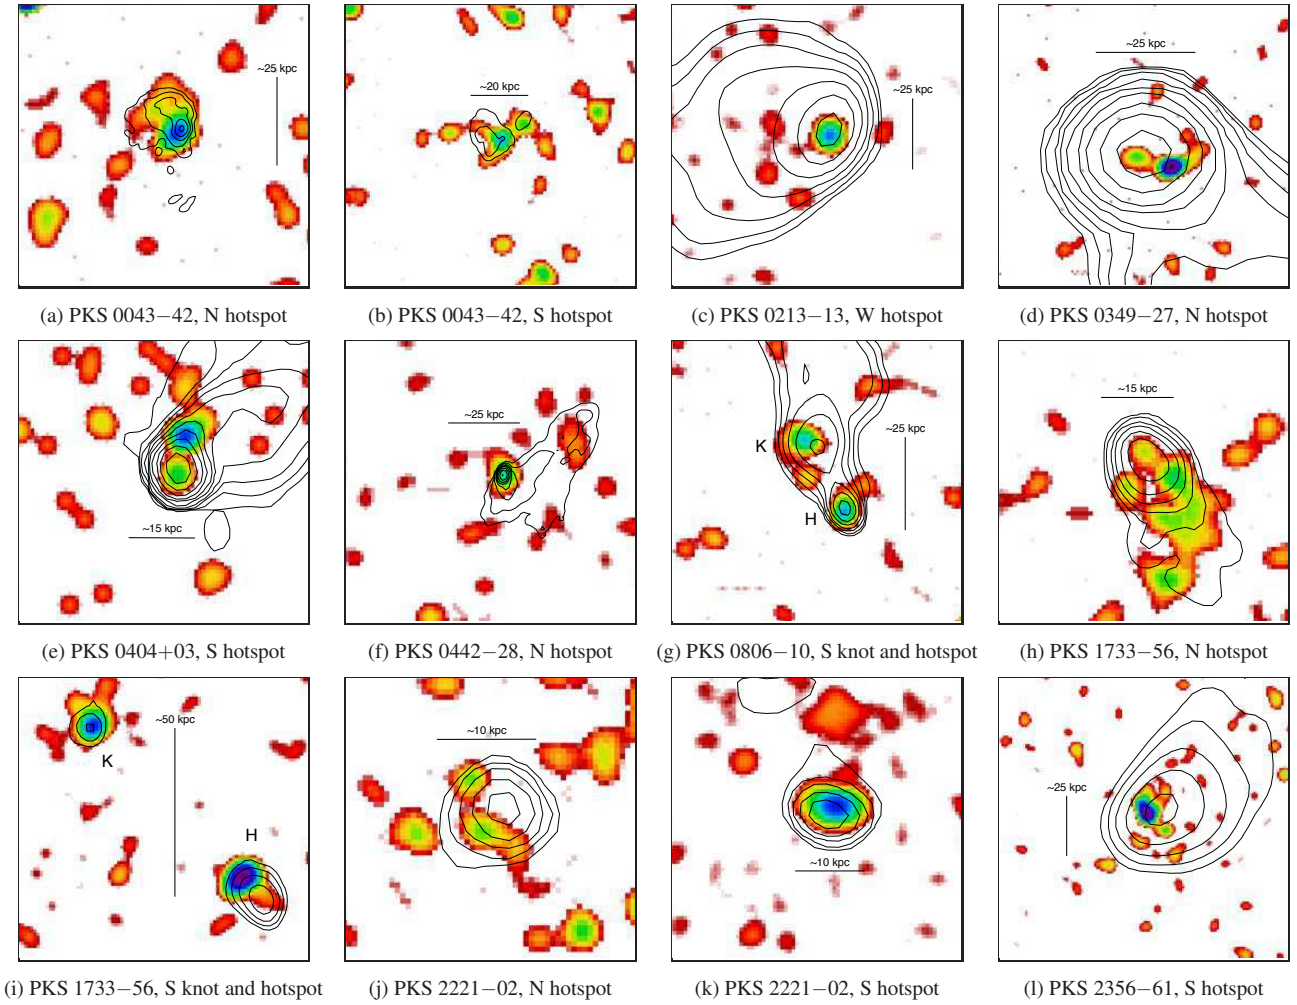 ~25 kpc
~20 kpc
~25 kpc
~25 kpc
(a) PKS 0043−42, N hotspot
(b) PKS 0043−42, S hotspot
(c) PKS 0213−13, W hotspot
(d) PKS 0349−27, N hotspot
~15 kpc
~25 kpc
K
H
~25 kpc
~15 kpc
(e) PKS 0404+03, S hotspot
(f) PKS 0442−28, N hotspot
(g) PKS 0806−10, S knot and hotspot
(h) PKS 1733−56, N hotspot
K
~50 kpc
H
~10 kpc
~10 kpc
~25 kpc
(i) PKS 1733−56, S knot and hotspot
(j) PKS 2221−02, N hotspot
(k) PKS 2221−02, S hotspot
(l) PKS 2356−61, S hotspot